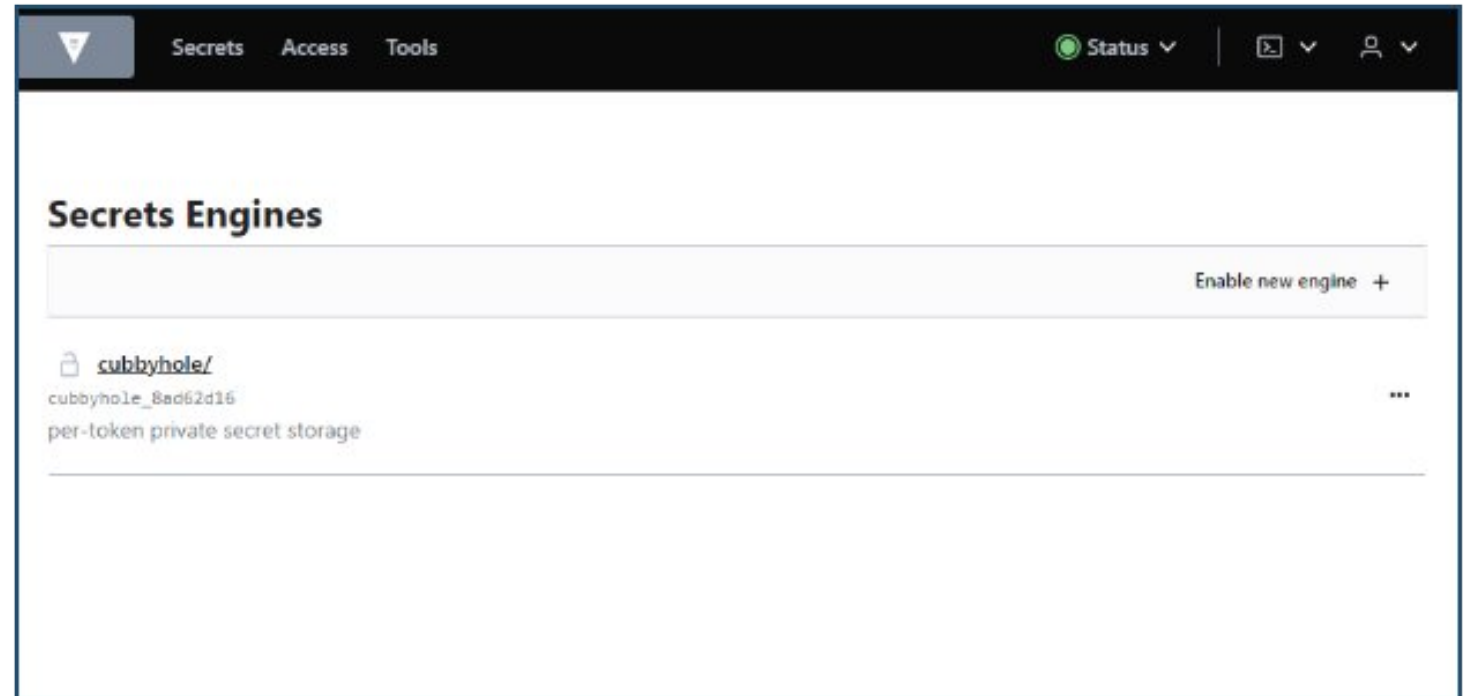 Secrets Access Tools Status
Secrets Engines
Enable new engine +
cubbyhole/
cubbyhole_8ad62d16
per-token private secret storage